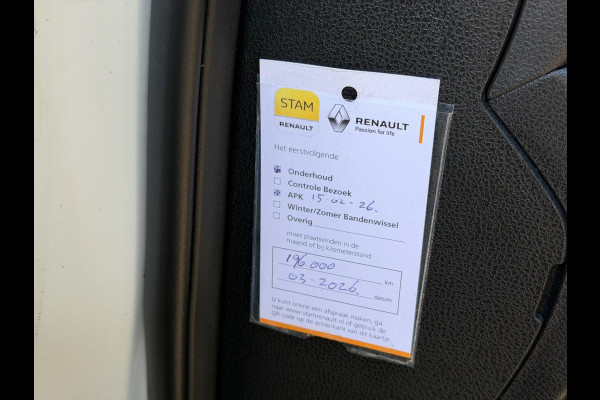 STAM
RENAULT
RENAULT
Passion for life
Het eerstvolgende
Onderhoud
Controle Bezoek
APK 15-02-26.
Winter/Zomer Bandenwissel
Overig
moet plaatsvinden in de
maand of bij kilometerstand
196.000 km
03-2026. datum
U kunt online een afspraak maken, ga
naar www.stamrenault.nl of gebruik de
QR code op de achterkant van dit kaartje.